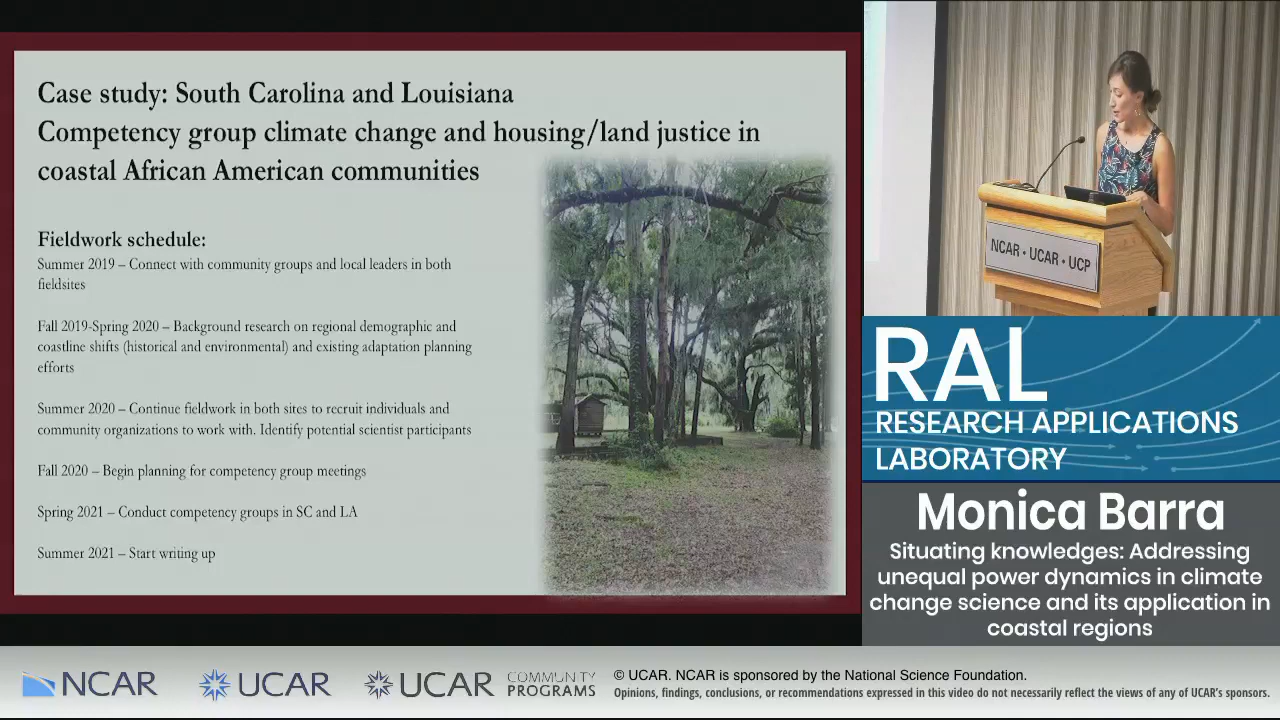 Case study: South Carolina and Louisiana
Competency group climate change and housing/land justice in
coastal African American communities
Fieldwork schedule:
Summer 2019 – Connect with community groups and local leaders in both
fieldsites
Fall 2019-Spring 2020 – Background research on regional demographic and
coastline shifts (historical and environmental) and existing adaptation planning
efforts
Summer 2020 – Continue fieldwork in both sites to recruit individuals and
community organizations to work with. Identify potential scientist participants
Fall 2020 – Begin planning for competency group meetings
Spring 2021 – Conduct competency groups in SC and LA
Summer 2021 – Start writing up
NCAR • UCAR • UCP
RAL
RESEARCH APPLICATIONS
LABORATORY
Monica Barra
Situating knowledges: Addressing
unequal power dynamics in climate
change science and its application in
coastal regions
NCAR
UCAR
UCAR
COMMUNITY
PROGRAMS
© UCAR. NCAR is sponsored by the National Science Foundation.
Opinions, findings, conclusions, or recommendations expressed in this video do not necessarily reflect the views of any of UCAR's sponsors.